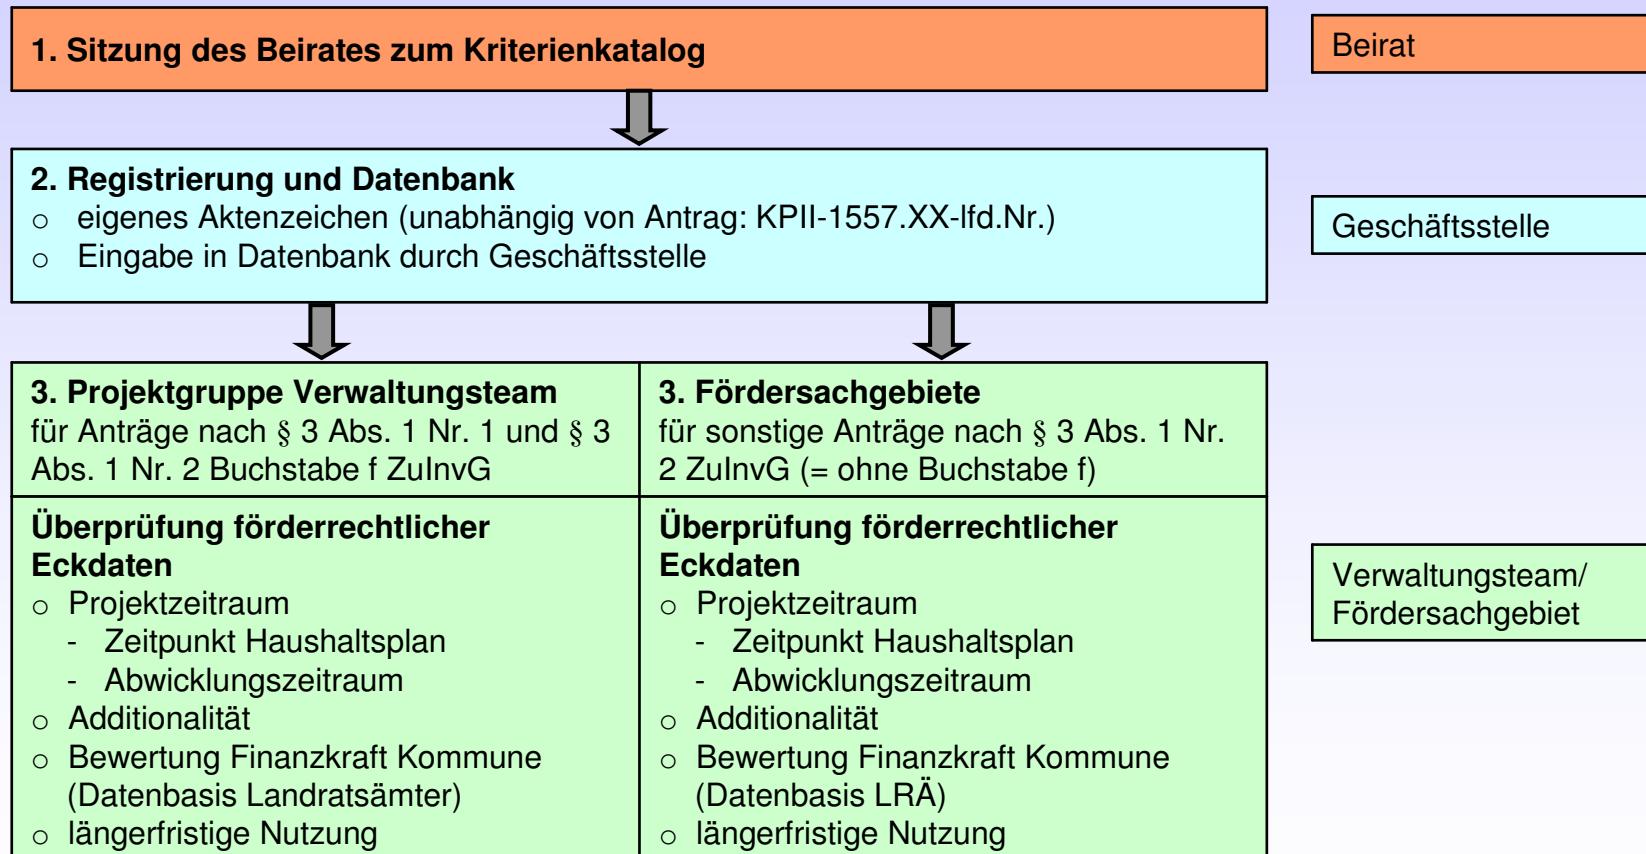 1. Sitzung des Beirates zum Kriterienkatalog
Beirat
2. Registrierung und Datenbank
o eigenes Aktenzeichen (unabhängig von Antrag: KPII-1557.XX-lfd.Nr.)
o Eingabe in Datenbank durch Geschäftsstelle
Geschäftsstelle
3. Projektgruppe Verwaltungsteam
für Anträge nach § 3 Abs. 1 Nr. 1 und § 3
Abs. 1 Nr. 2 Buchstabe f ZuInvG
Überprüfung förderrechtlicher
Eckdaten
o Projektzeitraum
- Zeitpunkt Haushaltsplan
- Abwicklungszeitraum
o Additionalität
o Bewertung Finanzkraft Kommune
(Datenbasis Landratsämter)
o längerfristige Nutzung
3. Fördersachgebiete
für sonstige Anträge nach § 3 Abs. 1 Nr.
2 ZuInvG (= ohne Buchstabe f)
Überprüfung förderrechtlicher
Eckdaten
o Projektzeitraum
- Zeitpunkt Haushaltsplan
- Abwicklungszeitraum
o Additionalität
o Bewertung Finanzkraft Kommune
(Datenbasis LRÄ)
o längerfristige Nutzung
Verwaltungsteam/
Fördersachgebiet